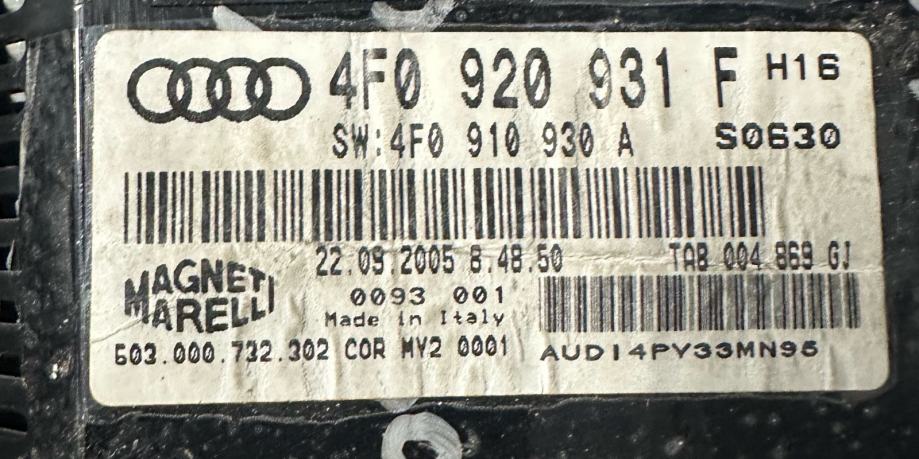 4F0 920 931 F H16
SW:4F0 910 930 A S0630
22.09.2005 8.48.50 TAB 004 869 GJ
MAGNETI
MARELLI
0093 001
Made in Italy
603.000.732.302 COR MY2 0001
AUDI4PY33MN95